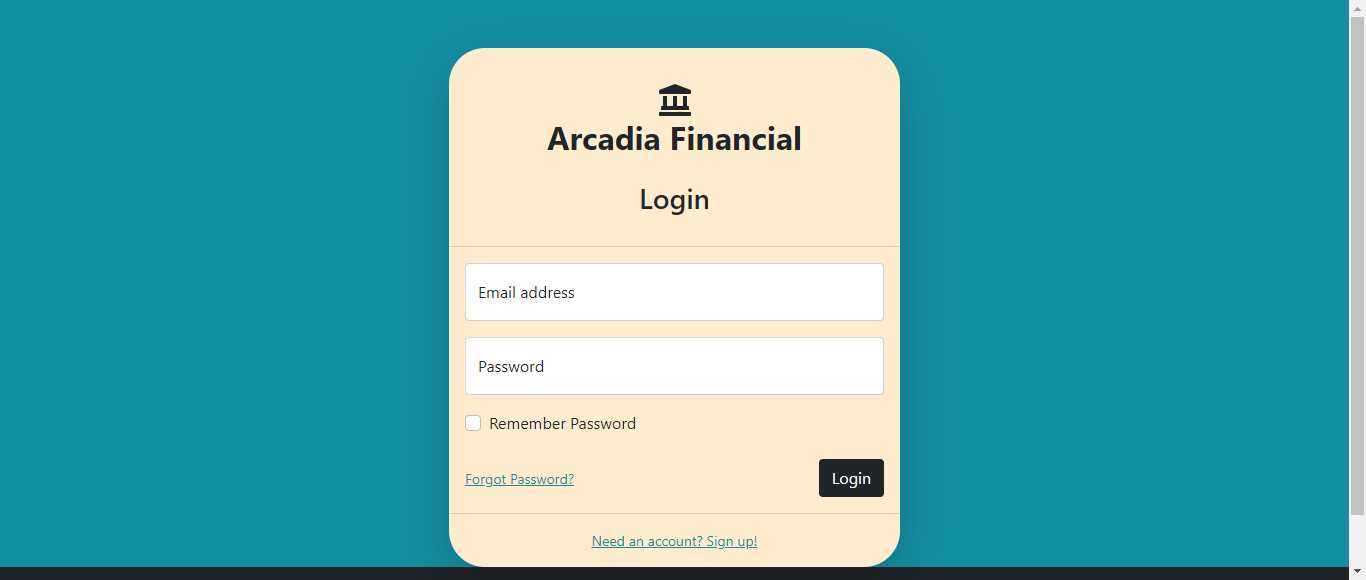 Arcadia Financial
Login
Email address
Password
Remember Password
Forgot Password?
Login
Need an account? Sign up!